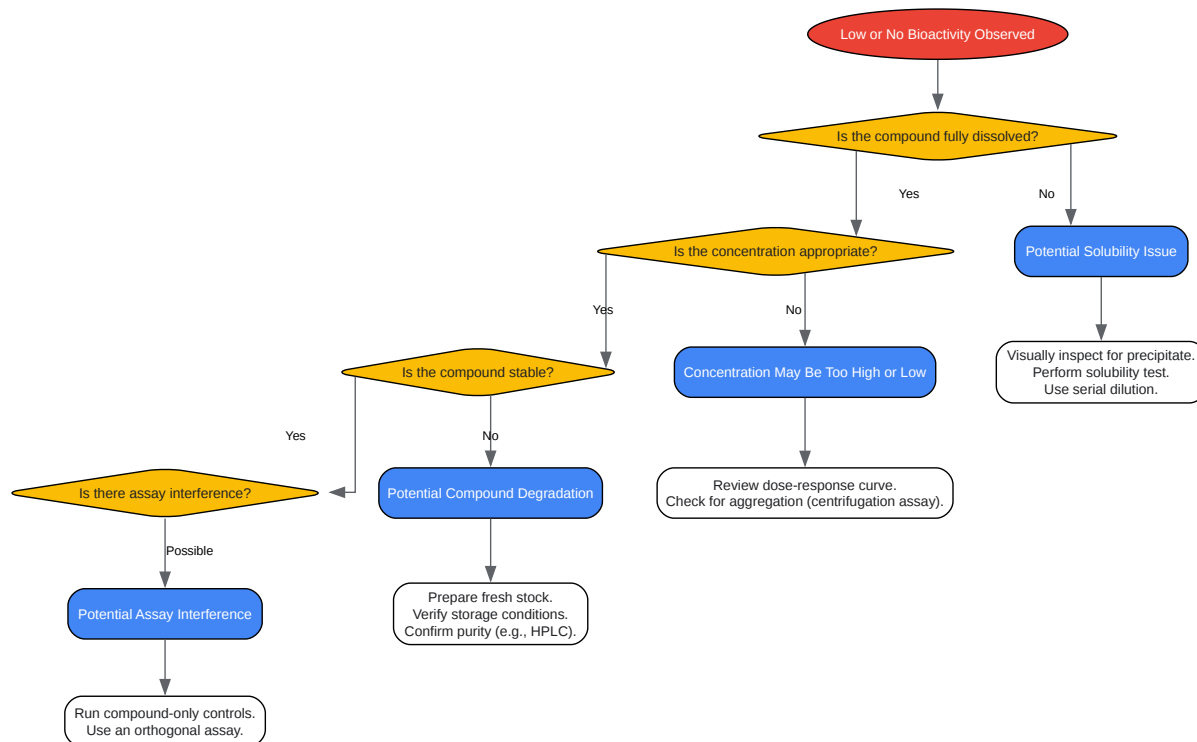 Low or No Bioactivity Observed
Is the compound fully dissolved?
Yes
No
Is the concentration appropriate?
Potential Solubility Issue
Yes
No
Visually inspect for precipitate.
Perform solubility test.
Use serial dilution.
Is the compound stable?
Concentration May Be Too High or Low
Yes
No
Is there assay interference?
Potential Compound Degradation
Review dose-response curve.
Check for aggregation (centrifugation assay).
Possible
Potential Assay Interference
Prepare fresh stock.
Verify storage conditions.
Confirm purity (e.g., HPLC).
Run compound-only controls.
Use an orthogonal assay.